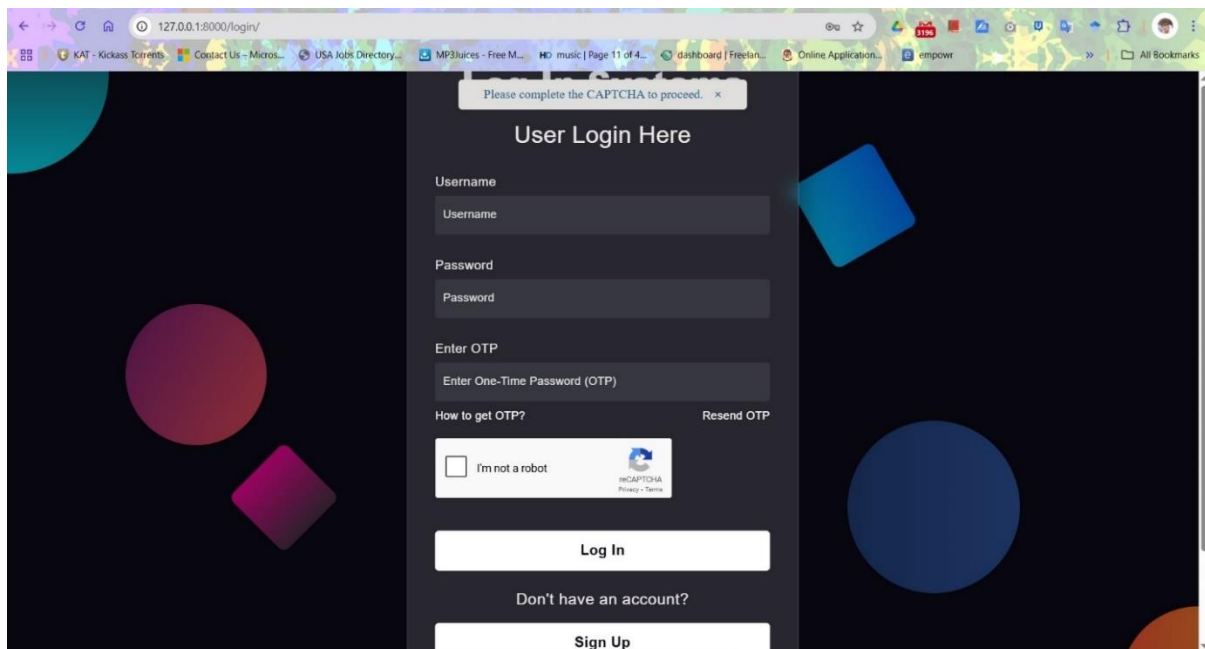 127.0.0.1:8000/login/
3196
KAT - Kickass Torrents Contact Us – Micros... USA Jobs Directory... MP3Juices - Free M... HD music | Page 11 of 4... dashboard | Freelan... Online Application... empowr » All Bookmarks
Log In Systems
Please complete the CAPTCHA to proceed. ×
User Login Here
Username
Username
Password
Password
Enter OTP
Enter One-Time Password (OTP)
How to get OTP? Resend OTP
I'm not a robot
reCAPTCHA
Privacy - Terms
Log In
Don't have an account?
Sign Up